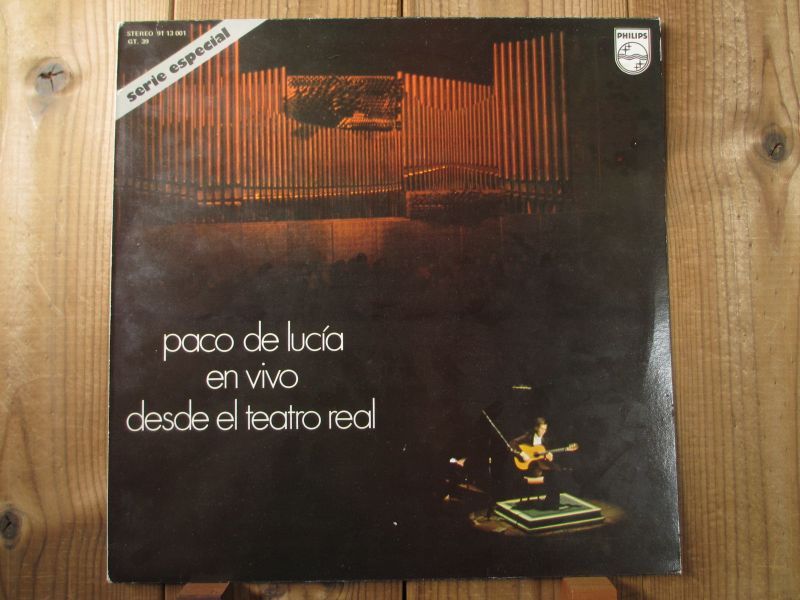 STEREO 91 13 001
GT. 39
serie especial
PHILIPS
paco de lucía
en vivo
desde el teatro real